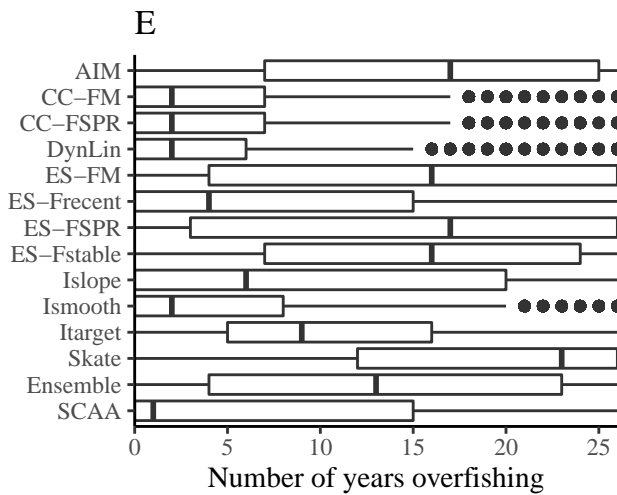 E
AIM
CC−FM
CC−FSPR
DynLin
ES−FM
ES−Frecent
ES−FSPR
ES−Fstable
Islope
Ismooth
Itarget
Skate
Ensemble
SCAA
0 5 10 15 20 25
Number of years overfishing